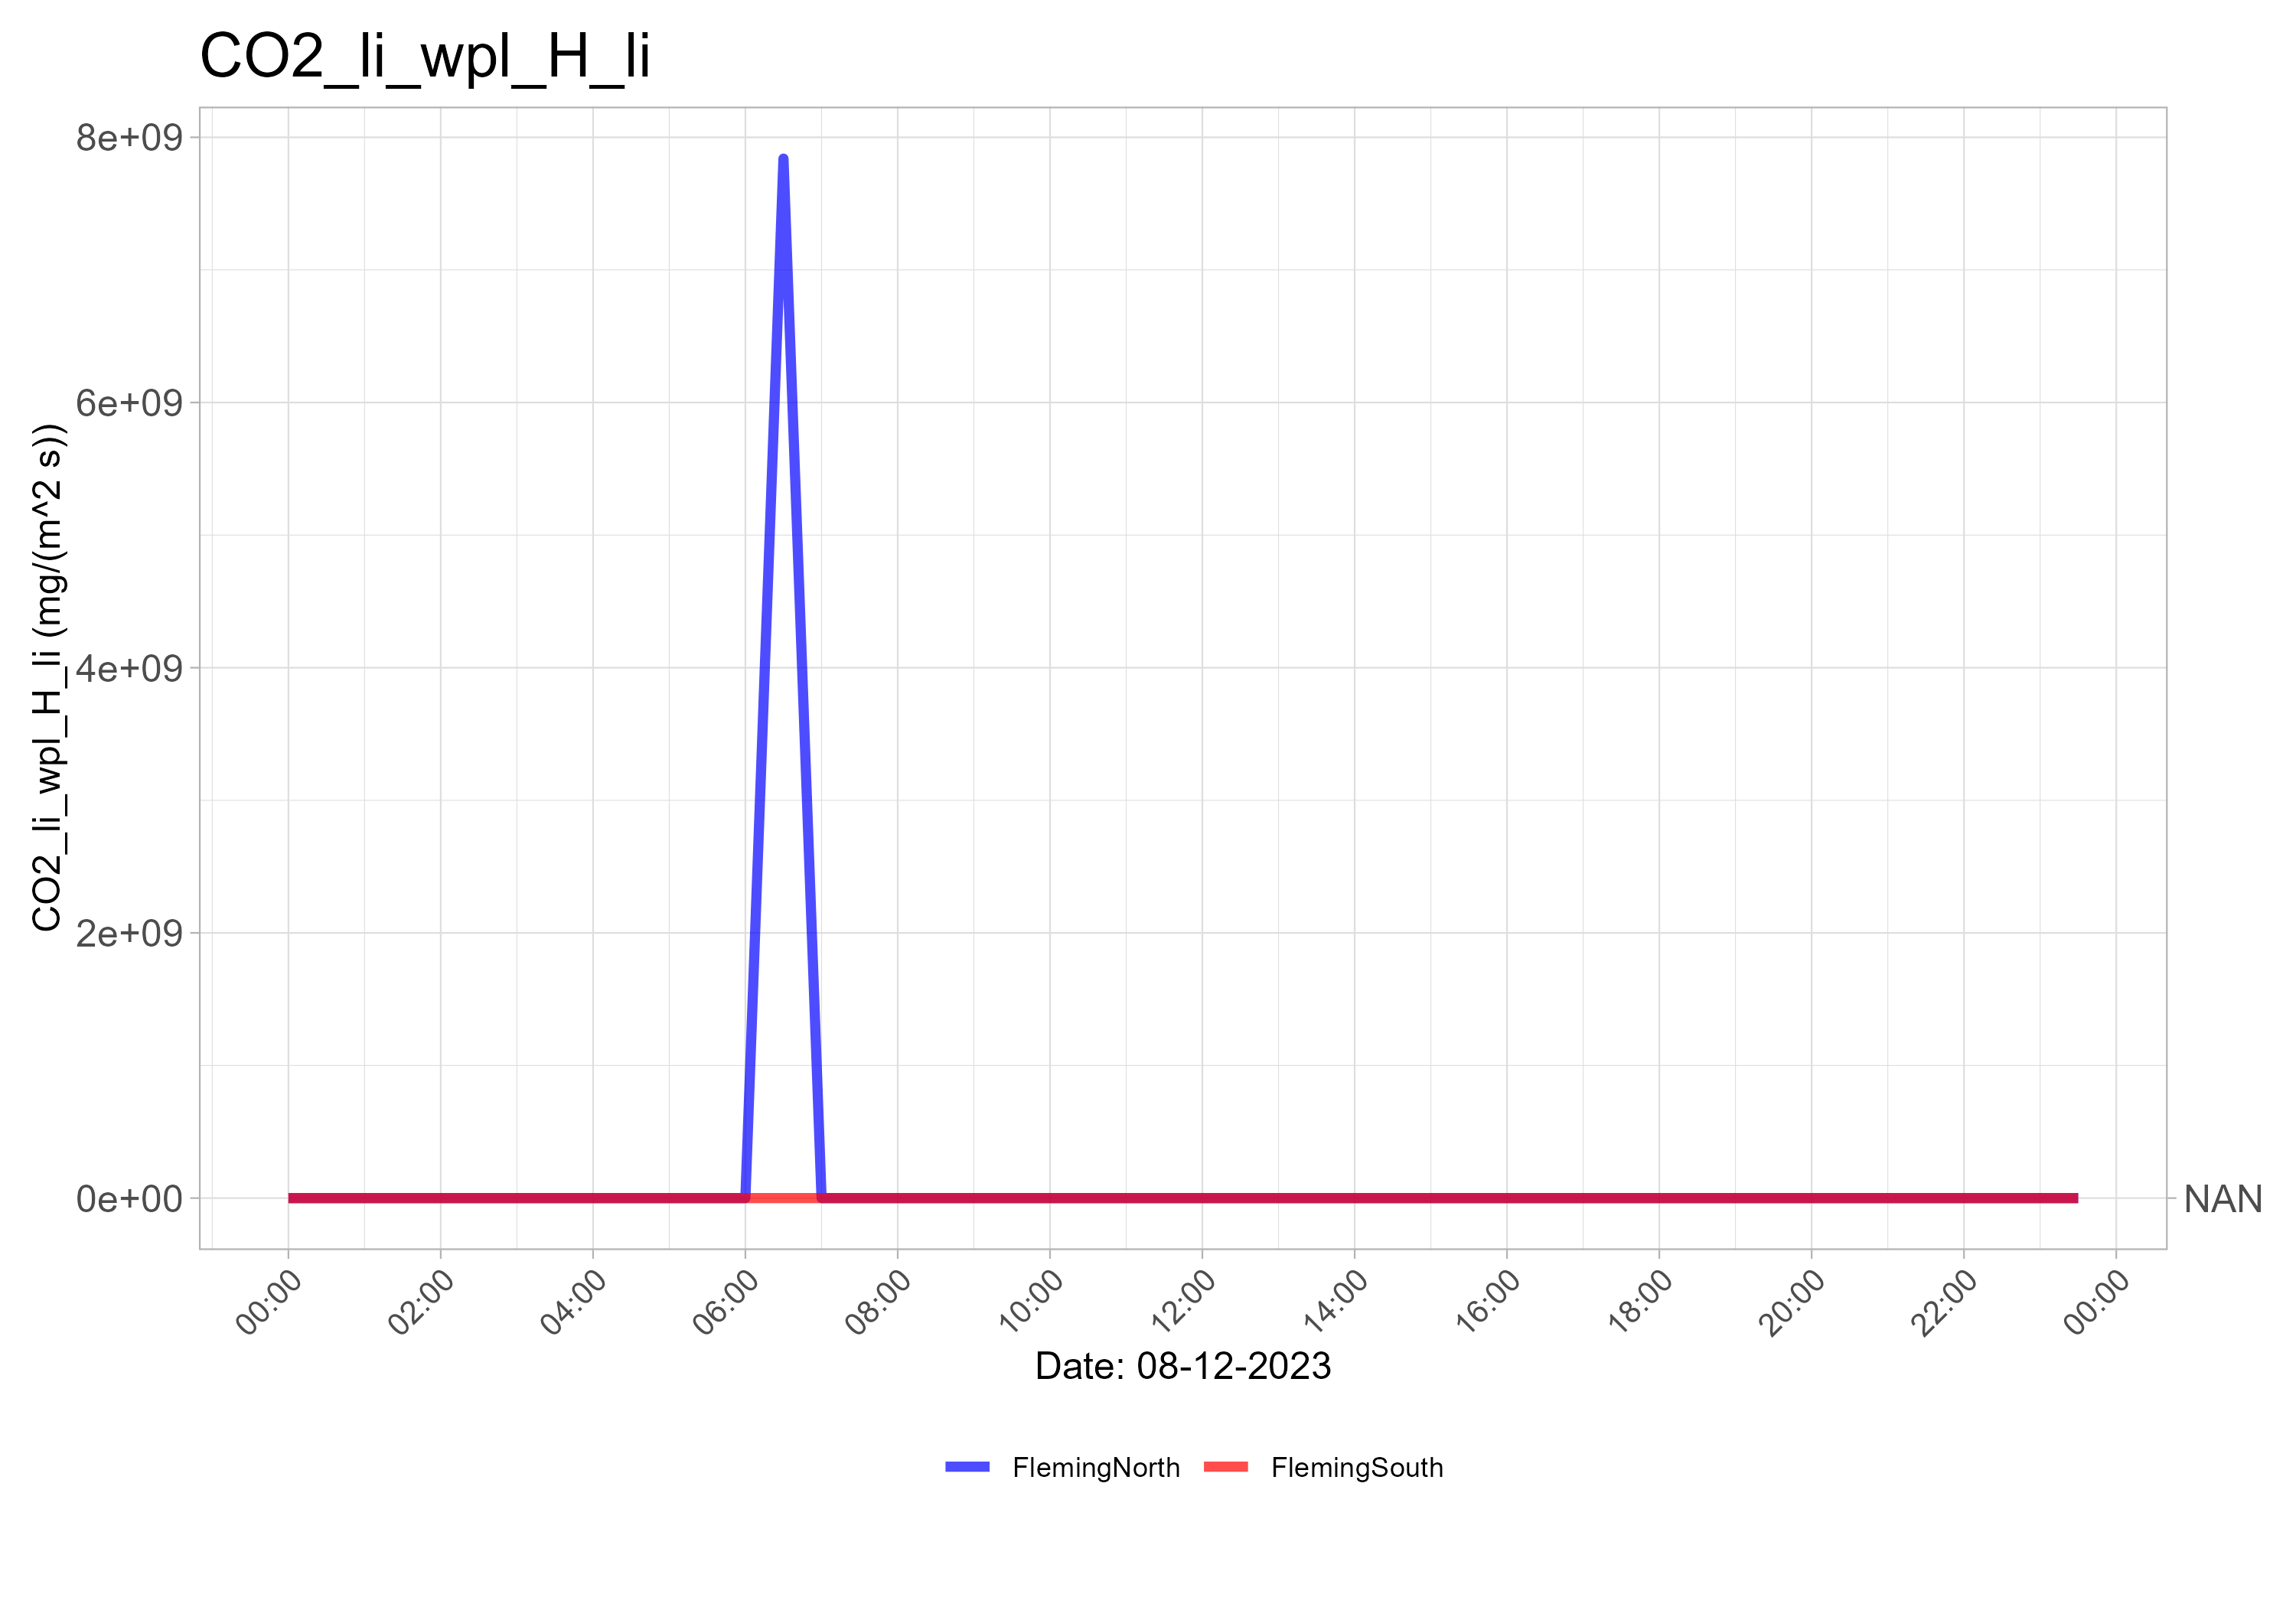 CO2_li_wpl_H_li
CO2_li_wpl_H_li (mg/(m^2 s))
8e+09
6e+09
4e+09
2e+09
0e+00
NAN
00:00
02:00
04:00
06:00
08:00
10:00
12:00
14:00
16:00
18:00
20:00
22:00
00:00
Date: 08-12-2023
FlemingNorth
FlemingSouth